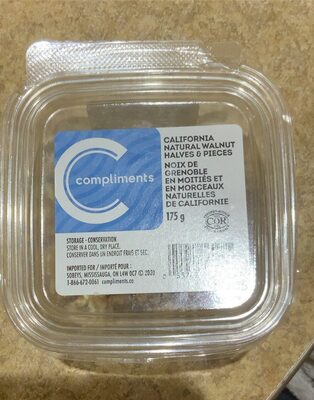 compliments
CALIFORNIA
NATURAL WALNUT
HALVES & PIECES
NOIX DE
GRENOBLE
EN MOITIÉS ET
EN MORCEAUX
NATURELLES
DE CALIFORNIE
175 g
COR
STORAGE • CONSERVATION
STORE IN A COOL, DRY PLACE.
CONSERVER DANS UN ENDROIT FRAIS ET SEC.
IMPORTED FOR / IMPORTÉ POUR :
SOBEYS, MISSISSAUGA, ON L4W 0C7 © 2020
1-866-672-0061 compliments.ca